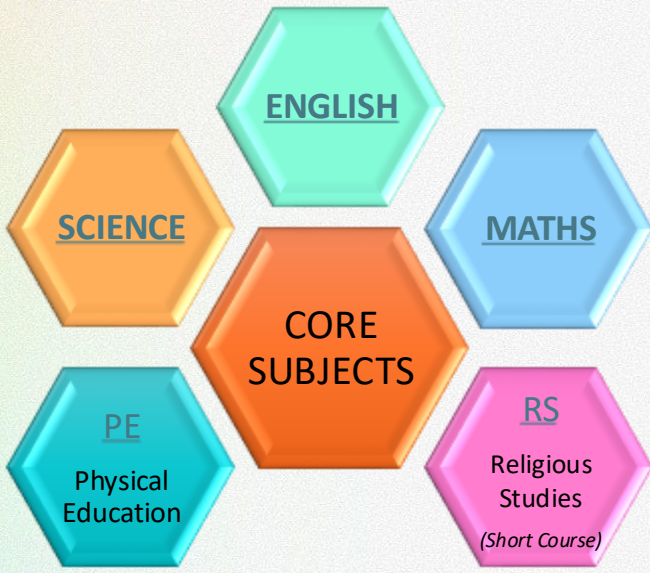 ENGLISH
SCIENCE
MATHS
CORE
SUBJECTS
PE
Physical
Education
RS
Religious
Studies
(Short Course)